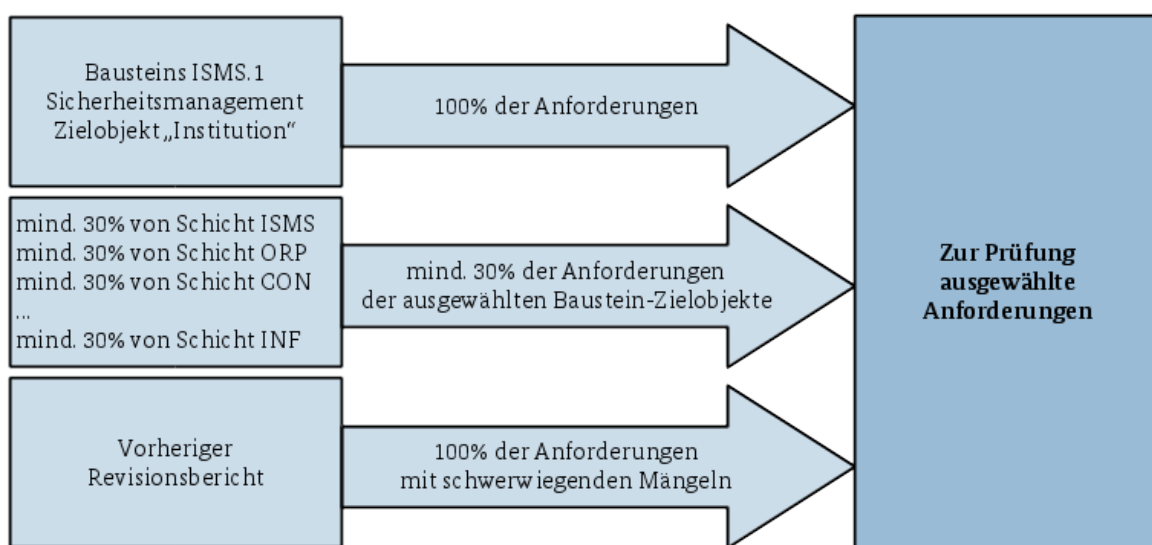 Bausteins ISMS.1
Sicherheitsmanagement
Zielobjekt „Institution“
100% der Anforderungen
mind. 30% von Schicht ISMS
mind. 30% von Schicht ORP
mind. 30% von Schicht CON
...
mind. 30% von Schicht INF
mind. 30% der Anforderungen
der ausgewählten Baustein-Zielobjekte
Vorheriger
Revisionsbericht
100% der Anforderungen
mit schwerwiegenden Mängeln
Zur Prüfung
ausgewählte
Anforderungen